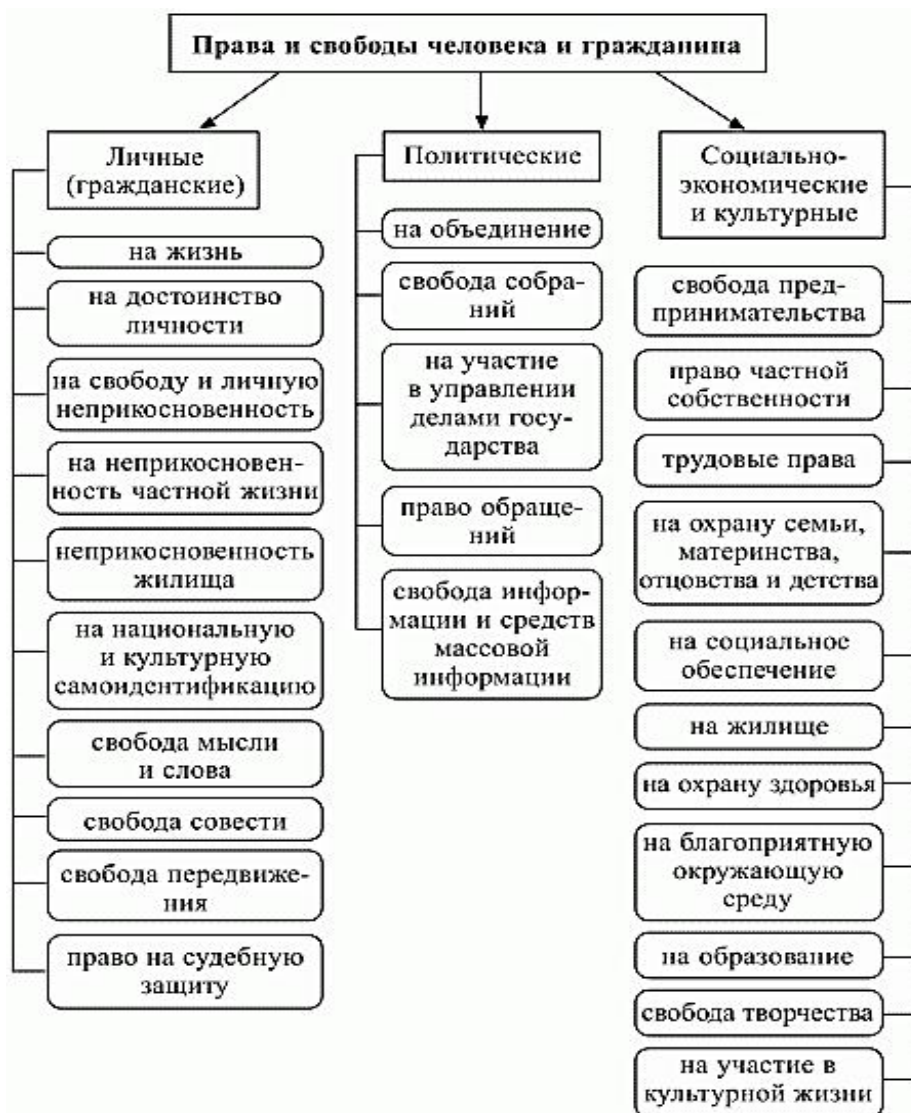 Права и свободы человека и гражданина
Личные
(гражданские)
на жизнь
на достоинство
личности
на свободу и личную
неприкосновенность
на неприкосновен-
ность частной жизни
неприкосновенность
жилища
на национальную
и культурную
самоидентификацию
свобода мысли
и слова
свобода совести
свобода передвиже-
ния
право на судебную
защиту
Политические
на объединение
свобода собра-
ний
на участие
в управлении
делами госу-
дарства
право обраще-
ний
свобода инфор-
мации и средств
массовой
информации
Социально-
экономические
и культурные
свобода пред-
принимательства
право частной
собственности
трудовые права
на охрану семьи,
материнства,
отцовства и детства
на социальное
обеспечение
на жилище
на охрану здоровья
на благоприятную
окружающую
среду
на образование
свобода творчества
на участие в
культурной жизни